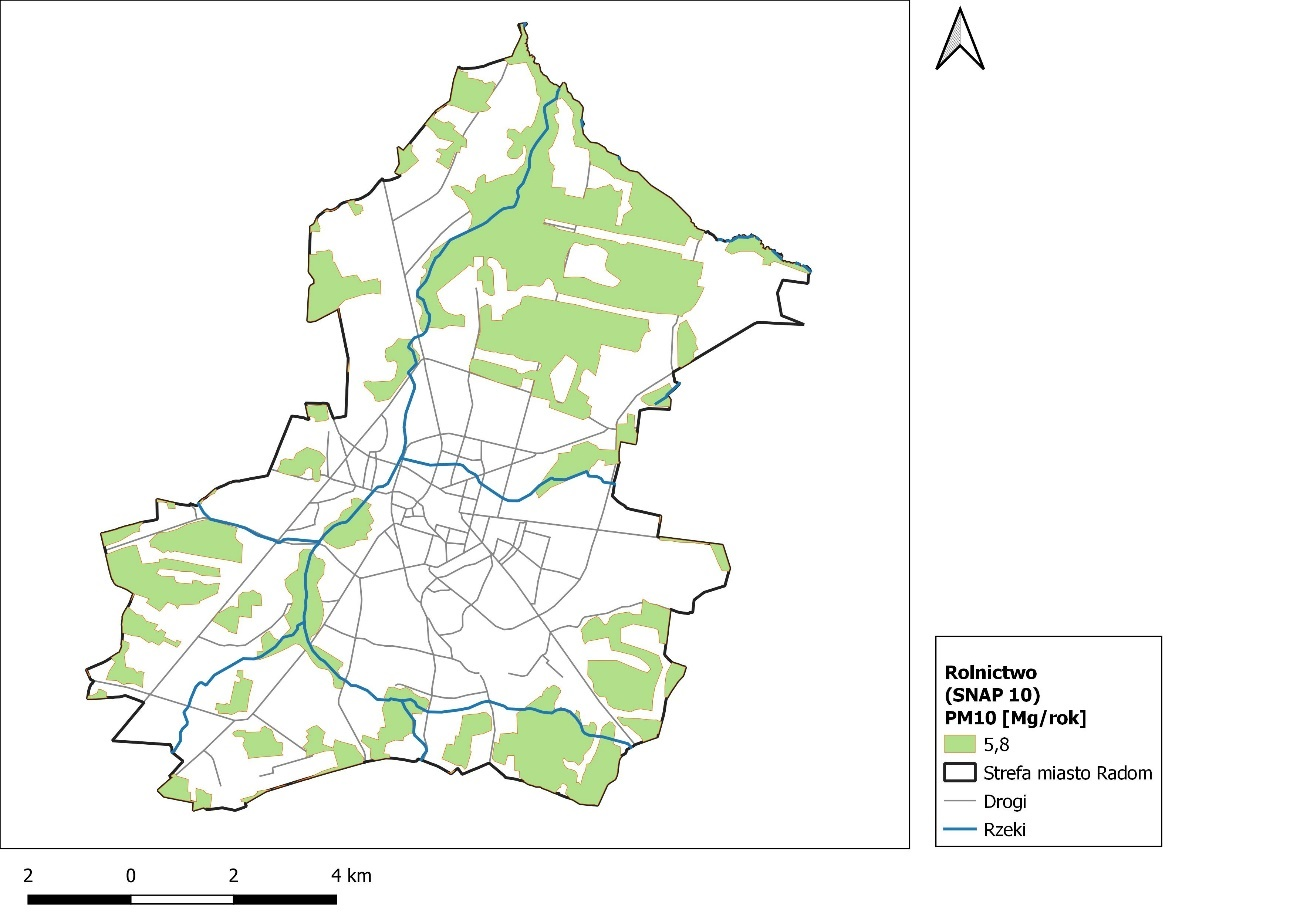 Rolnictwo
(SNAP 10)
PM10 [Mg/rok]
5,8
Strefa miasto Radom
Drogi
Rzeki
2 0 2 4 km